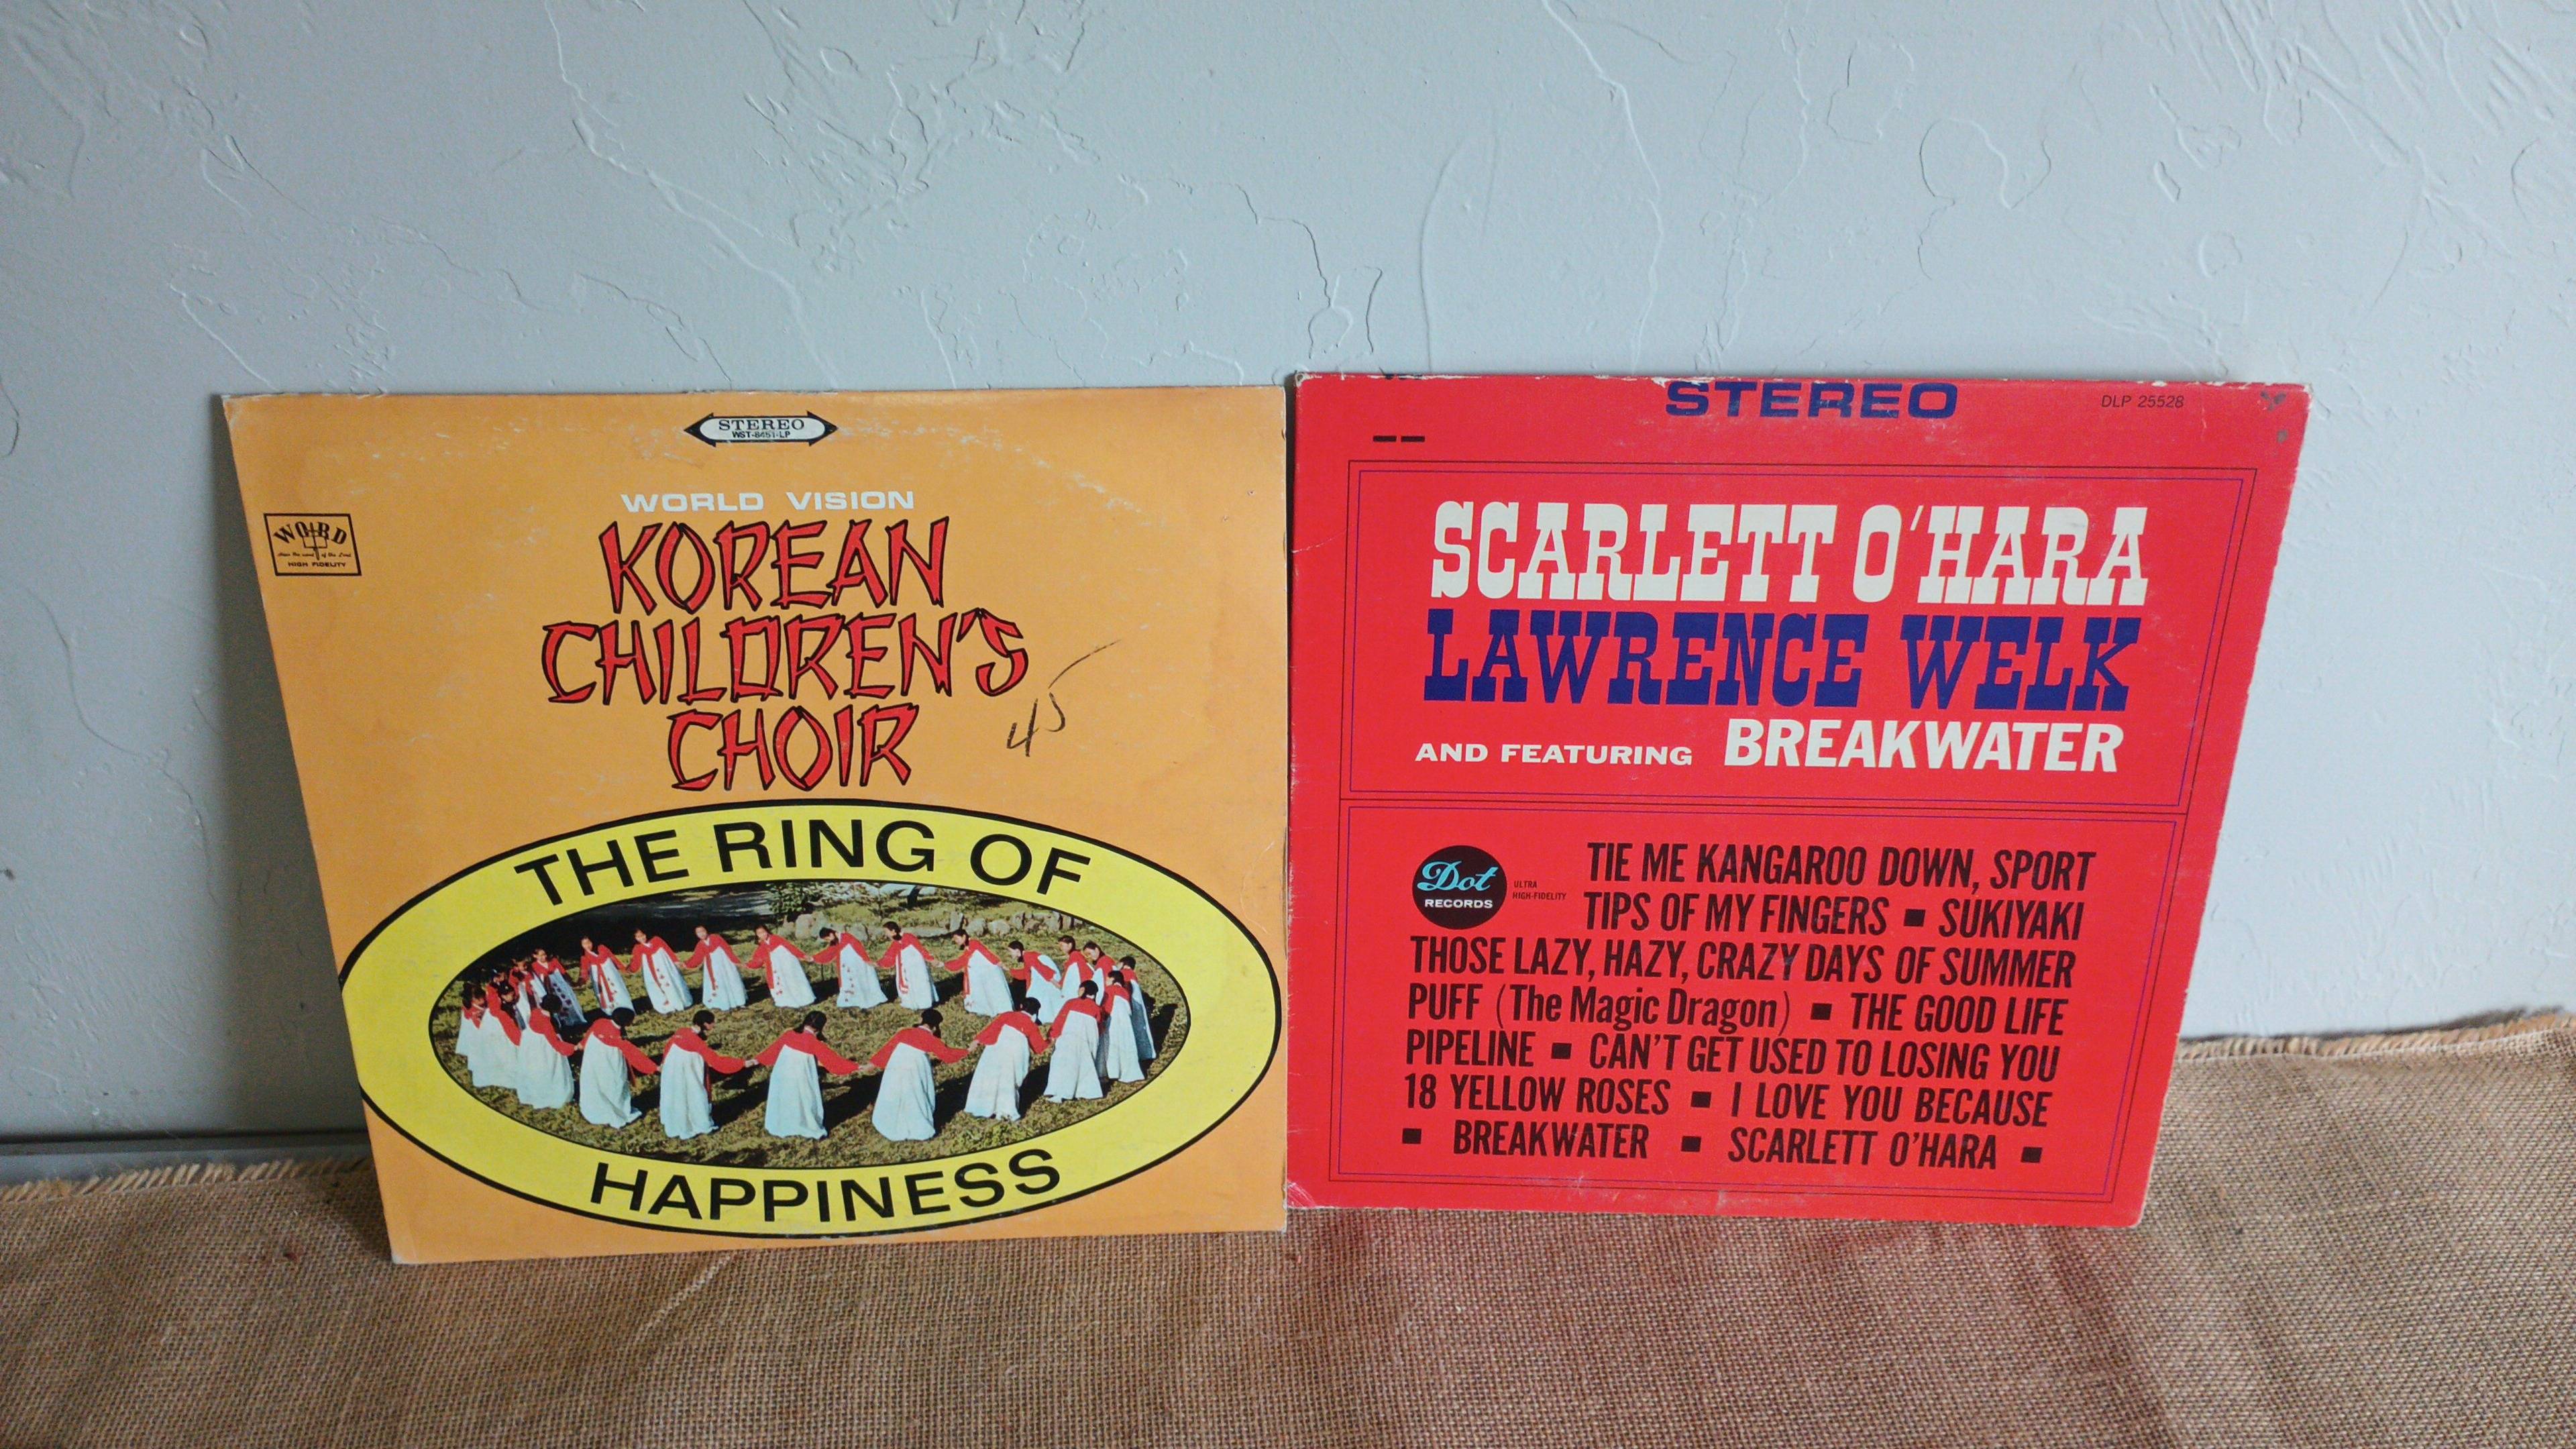 STEREO
WST-8451-LP
WORD
HIGH FIDELITY
WORLD VISION
KOREAN
CHILDREN'S
CHOIR
45
THE RING OF
HAPPINESS
STEREO
DLP 25528
SCARLETT O'HARA
LAWRENCE WELK
AND FEATURING BREAKWATER
Dot
RECORDS
ULTRA
HIGH-FIDELITY
TIE ME KANGAROO DOWN, SPORT
TIPS OF MY FINGERS ▪ SUKIYAKI
THOSE LAZY, HAZY, CRAZY DAYS OF SUMMER
PUFF (The Magic Dragon) ▪ THE GOOD LIFE
PIPELINE ▪ CAN'T GET USED TO LOSING YOU
18 YELLOW ROSES ▪ I LOVE YOU BECAUSE
▪ BREAKWATER ▪ SCARLETT O'HARA ▪